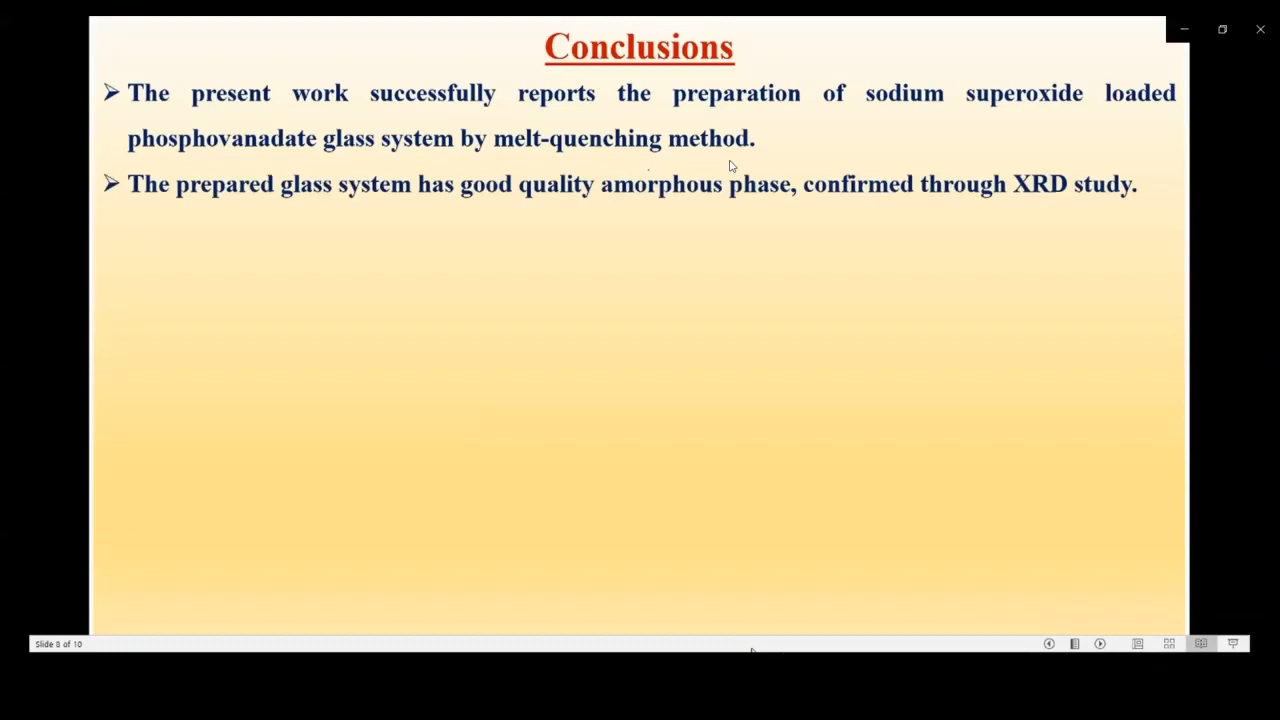 Conclusions
➢ The present work successfully reports the preparation of sodium superoxide loaded
phosphovanadate glass system by melt-quenching method.
➢ The prepared glass system has good quality amorphous phase, confirmed through XRD study.
Slide 8 of 10